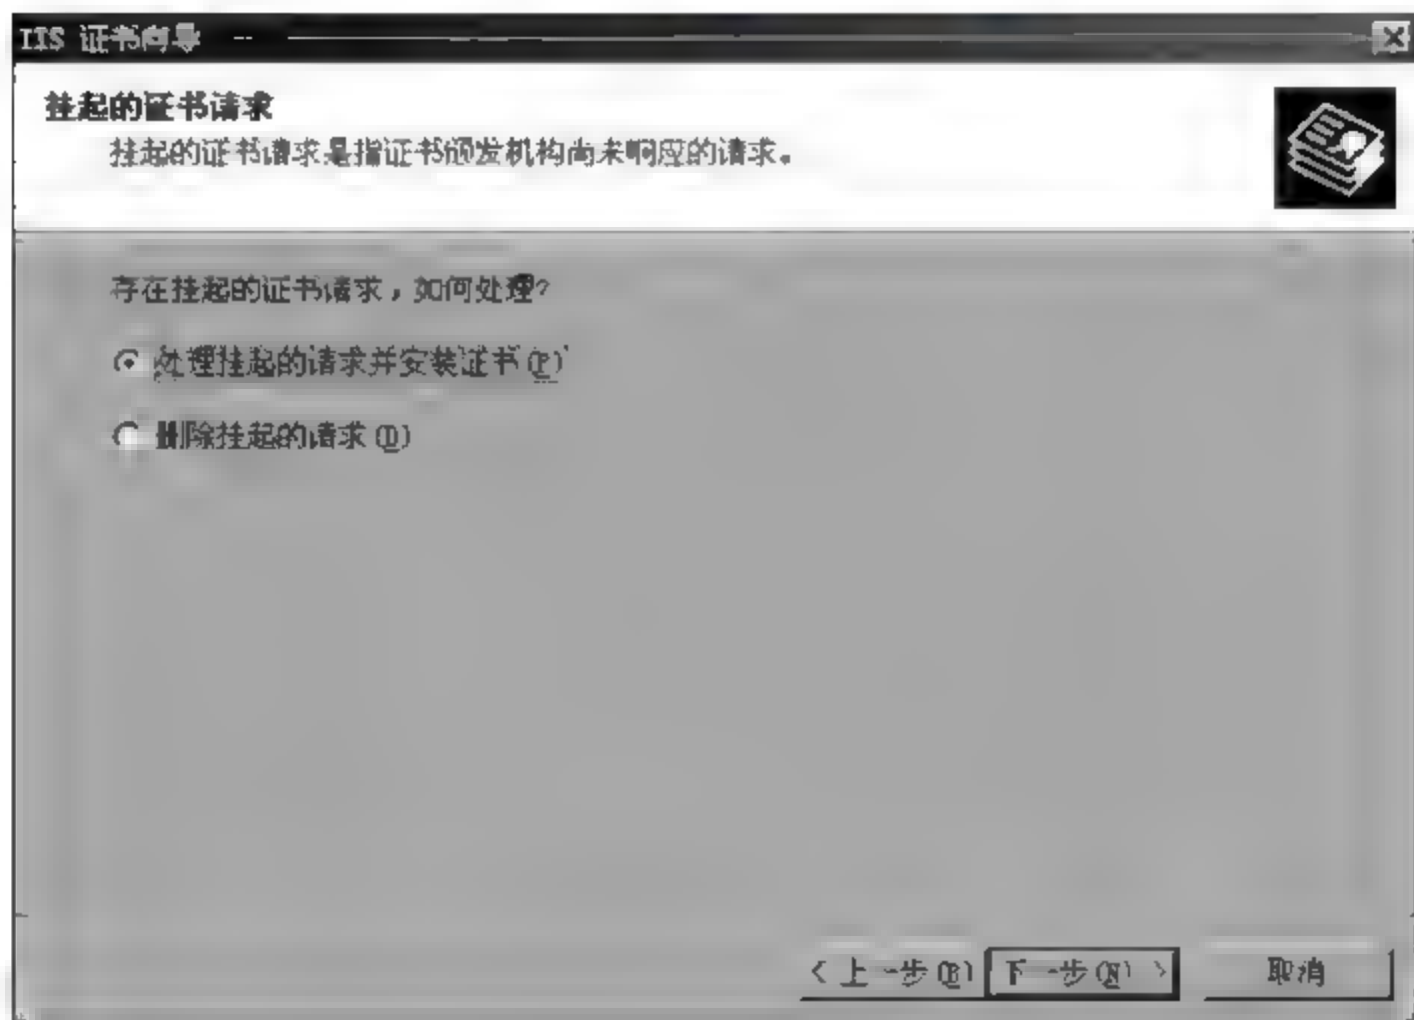 IIS 证书向导
挂起的证书请求
挂起的证书请求是指证书颁发机构尚未响应的请求。
存在挂起的证书请求，如何处理?
处理挂起的请求并安装证书(P)
删除挂起的请求(D)
< 上一步(B) 下一步(N) > 取消